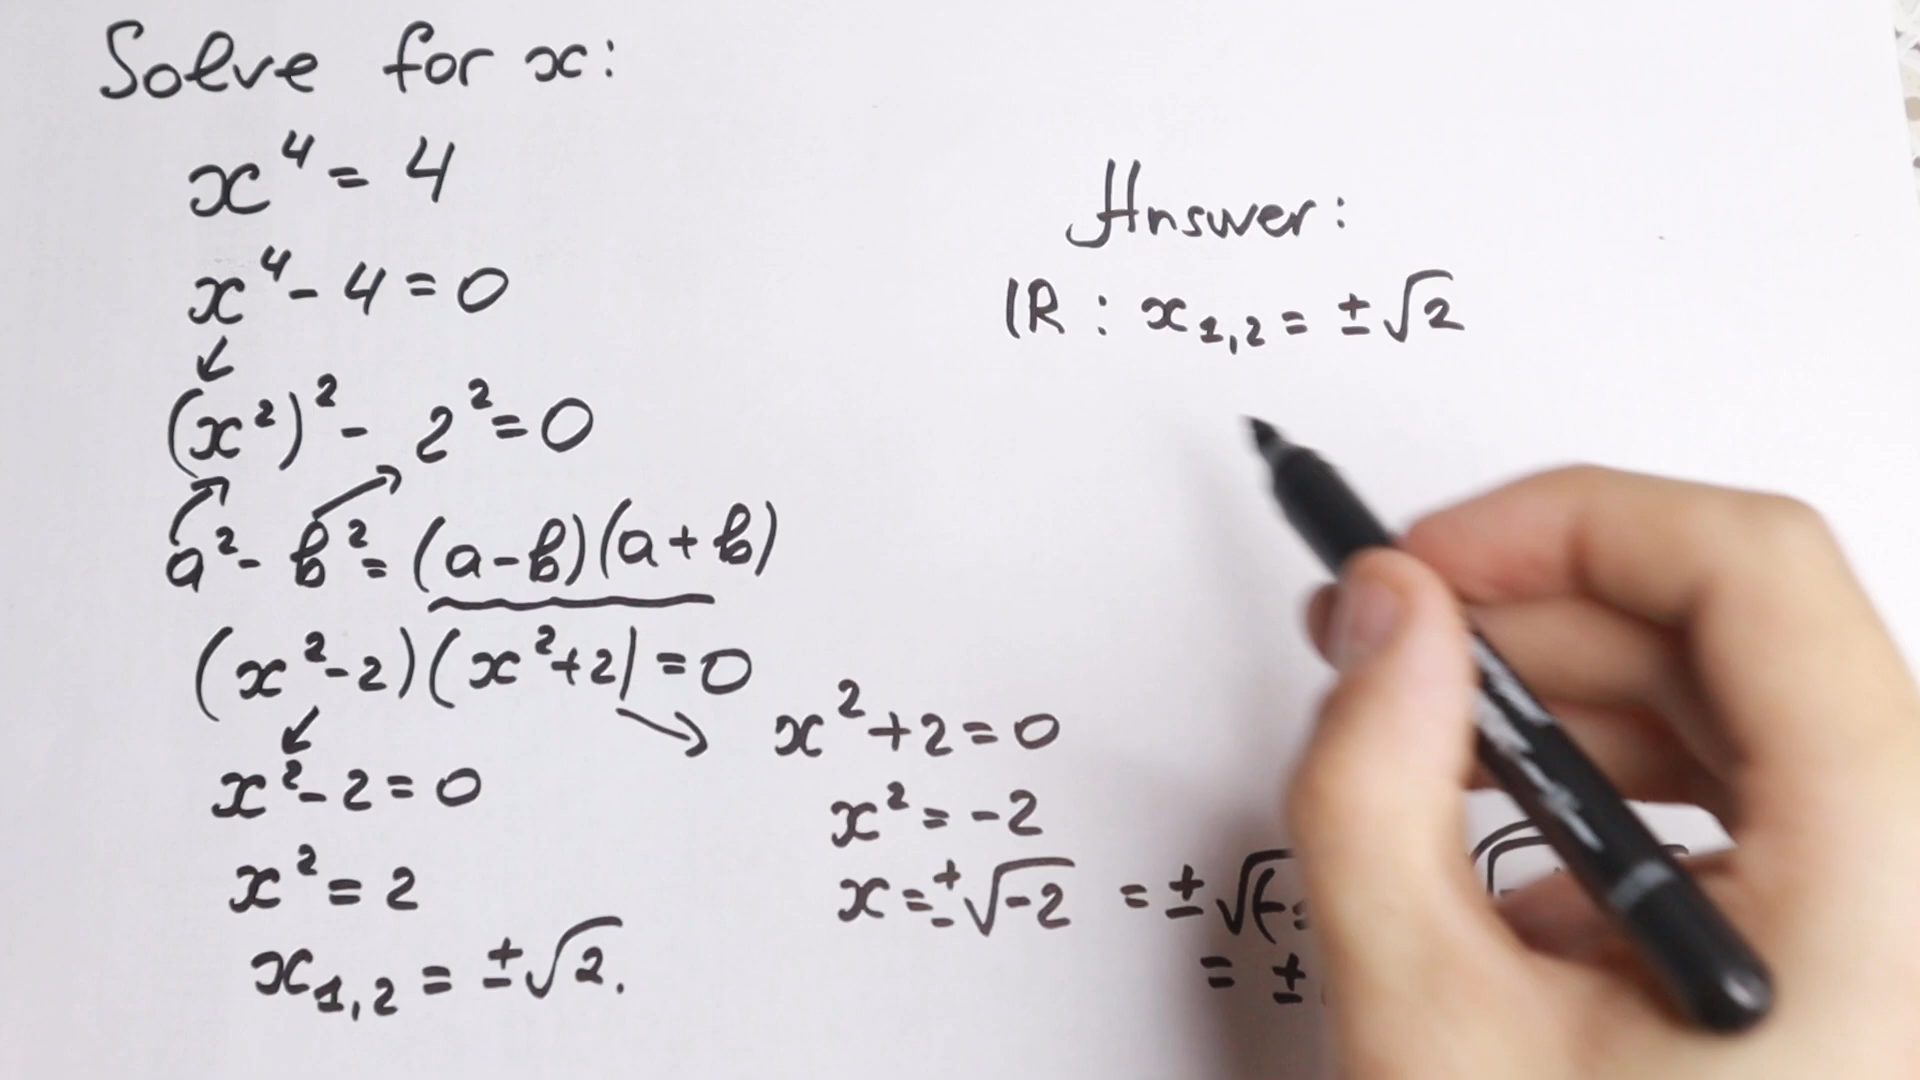 Solve for x:
x⁴ = 4
x⁴ - 4 = 0
(x²)² - 2² = 0
a² - b² = (a - b)(a + b)
(x² - 2)(x² + 2) = 0
x² - 2 = 0
x² = 2
x₁,₂ = ±√2.
x² + 2 = 0
x² = -2
x = ±√-2 = ±√(-
= ±
Answer:
IR : x₁,₂ = ±√2